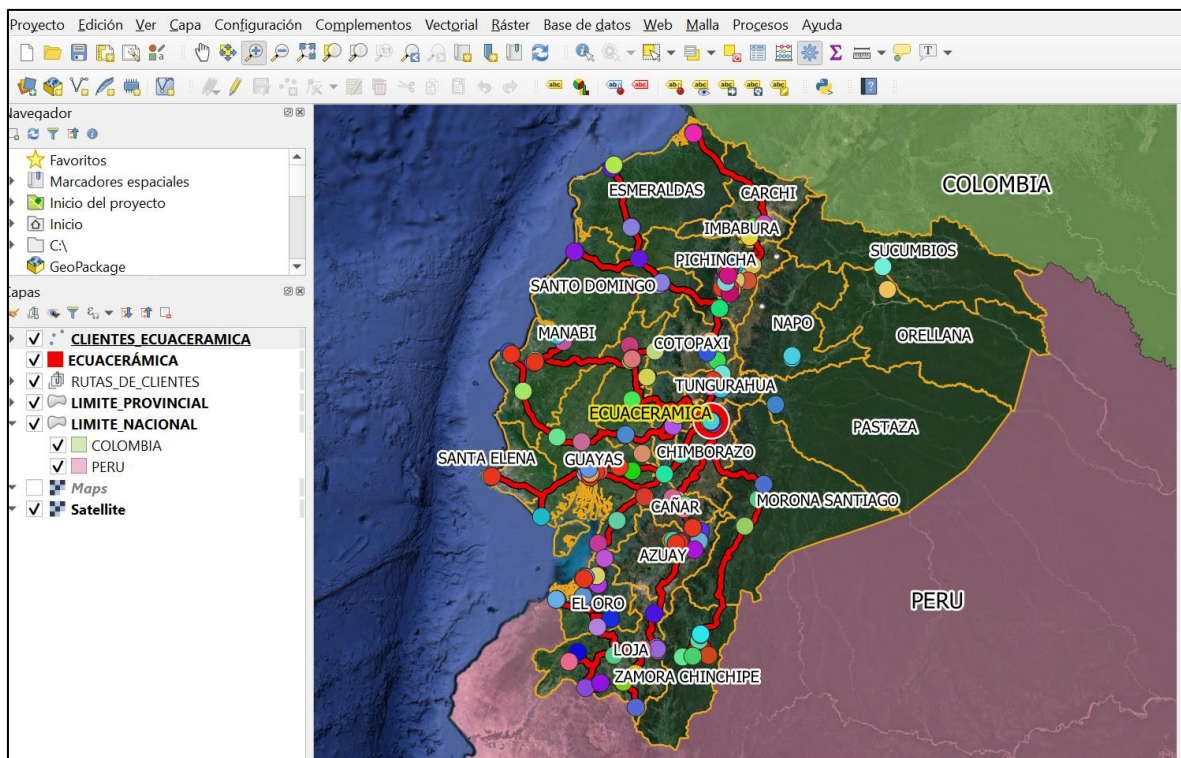 Proyecto Edición Ver Capa Configuración Complementos Vectorial Ráster Base de datos Web Malla Procesos Ayuda
Navegador
Favoritos
Marcadores espaciales
Inicio del proyecto
Inicio
C:\
GeoPackage
Capas
CLIENTES_ECUACERAMICA
ECUACERÁMICA
RUTAS_DE_CLIENTES
LIMITE_PROVINCIAL
LIMITE_NACIONAL
COLOMBIA
PERU
Maps
Satellite
COLOMBIA
ESMERALDAS
CARCHI
IMBABURA
SUCUMBIOS
PICHINCHA
SANTO DOMINGO
NAPO
ORELLANA
MANABI
COTOPAXI
TUNGURAHUA
ECUACERAMICA
PASTAZA
SANTA ELENA
GUAYAS
CHIMBORAZO
MORONA SANTIAGO
CAÑAR
AZUAY
PERU
EL ORO
LOJA
ZAMORA CHINCHIPE